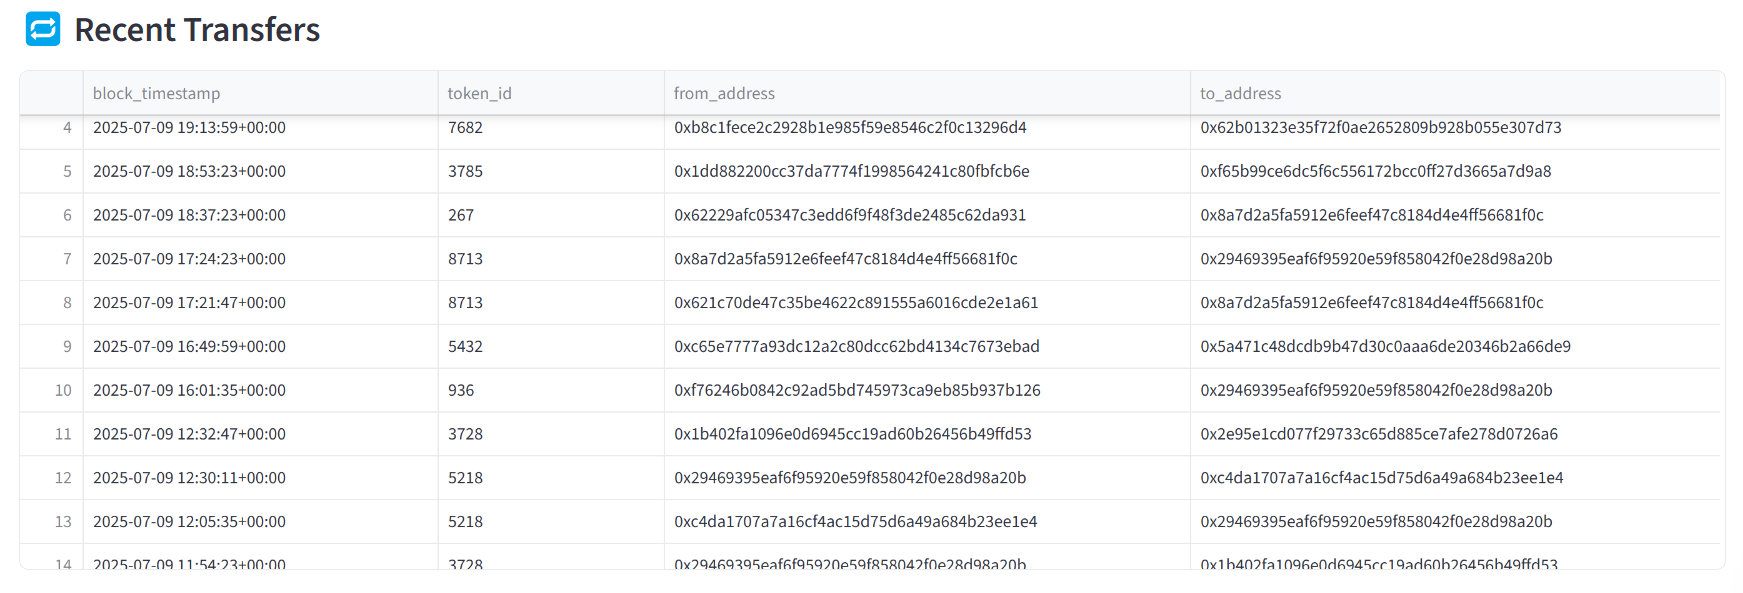 Recent Transfers
block_timestamp token_id from_address to_address
4 2025-07-09 19:13:59+00:00 7682 0xb8c1fece2c2928b1e985f59e8546c2f0c13296d4 0x62b01323e35f72f0ae2652809b928b055e307d73
5 2025-07-09 18:53:23+00:00 3785 0x1dd882200cc37da7774f1998564241c80fbfcb6e 0xf65b99ce6dc5f6c556172bcc0ff27d3665a7d9a8
6 2025-07-09 18:37:23+00:00 267 0x62229afc05347c3edd6f9f48f3de2485c62da931 0x8a7d2a5fa5912e6feef47c8184d4e4ff56681f0c
7 2025-07-09 17:24:23+00:00 8713 0x8a7d2a5fa5912e6feef47c8184d4e4ff56681f0c 0x29469395eaf6f95920e59f858042f0e28d98a20b
8 2025-07-09 17:21:47+00:00 8713 0x621c70de47c35be4622c891555a6016cde2e1a61 0x8a7d2a5fa5912e6feef47c8184d4e4ff56681f0c
9 2025-07-09 16:49:59+00:00 5432 0xc65e7777a93dc12a2c80dcc62bd4134c7673ebad 0x5a471c48dcdb9b47d30c0aaa6de20346b2a66de9
10 2025-07-09 16:01:35+00:00 936 0xf76246b0842c92ad5bd745973ca9eb85b937b126 0x29469395eaf6f95920e59f858042f0e28d98a20b
11 2025-07-09 12:32:47+00:00 3728 0x1b402fa1096e0d6945cc19ad60b26456b49ffd53 0x2e95e1cd077f29733c65d885ce7afe278d0726a6
12 2025-07-09 12:30:11+00:00 5218 0x29469395eaf6f95920e59f858042f0e28d98a20b 0xc4da1707a7a16cf4ac15d75d6a49a684b23ee1e4
13 2025-07-09 12:05:35+00:00 5218 0xc4da1707a7a16cf4ac15d75d6a49a684b23ee1e4 0x29469395eaf6f95920e59f858042f0e28d98a20b
14 2025-07-09 11:54:23+00:00 3728 0x29469395eaf6f95920e59f858042f0e28d98a20b 0x1b402fa1096e0d6945cc19ad60b26456b49ffd53